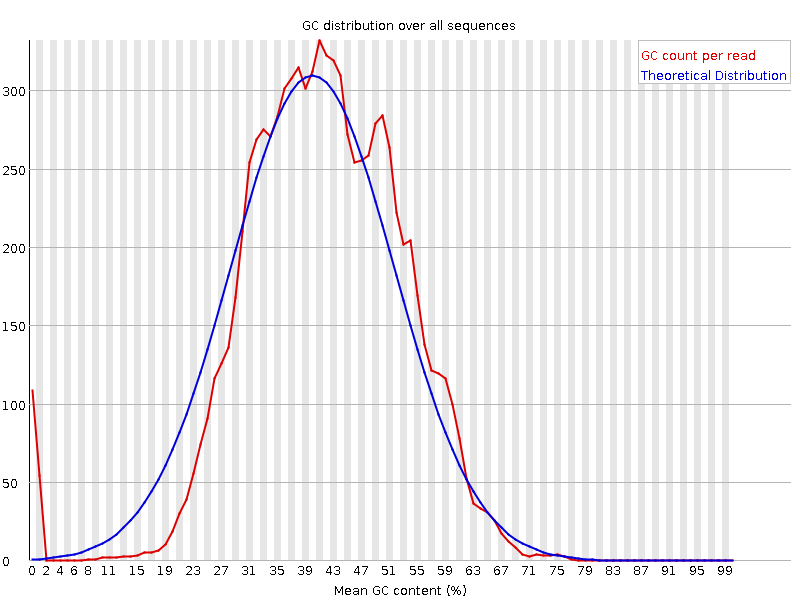 GC distribution over all sequences
GC count per read
Theoretical Distribution
300
250
200
150
100
50
0
0 2 4 6 8 11 15 19 23 27 31 35 39 43 47 51 55 59 63 67 71 75 79 83 87 91 95 99
Mean GC content (%)